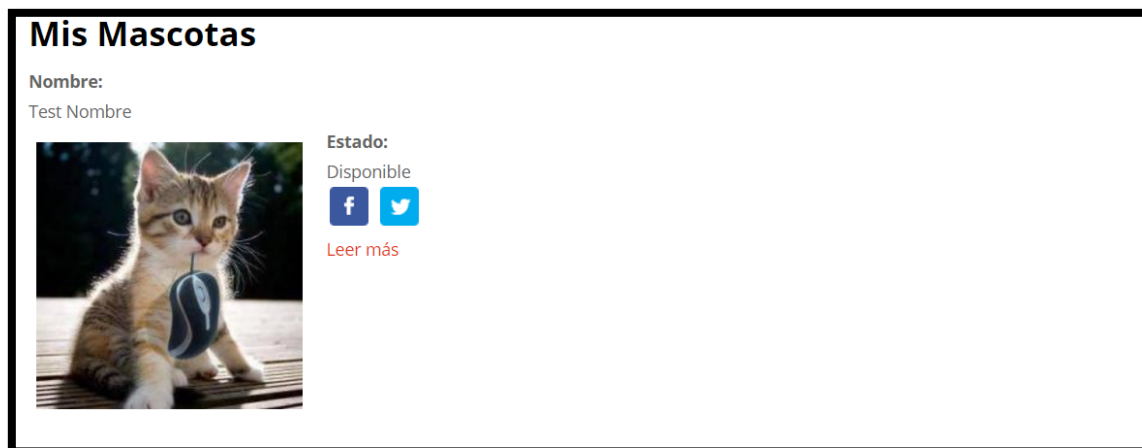 Mis Mascotas
Nombre:
Test Nombre
Estado:
Disponible
f
Leer más